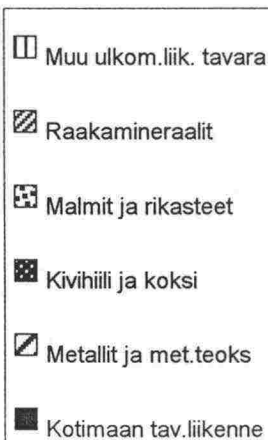 Muu ulkom.liik. tavara
Raakamineraalit
Malmit ja rikasteet
Kivihiili ja koksi
Metallit ja met.teoks
Kotimaan tav.liikenne